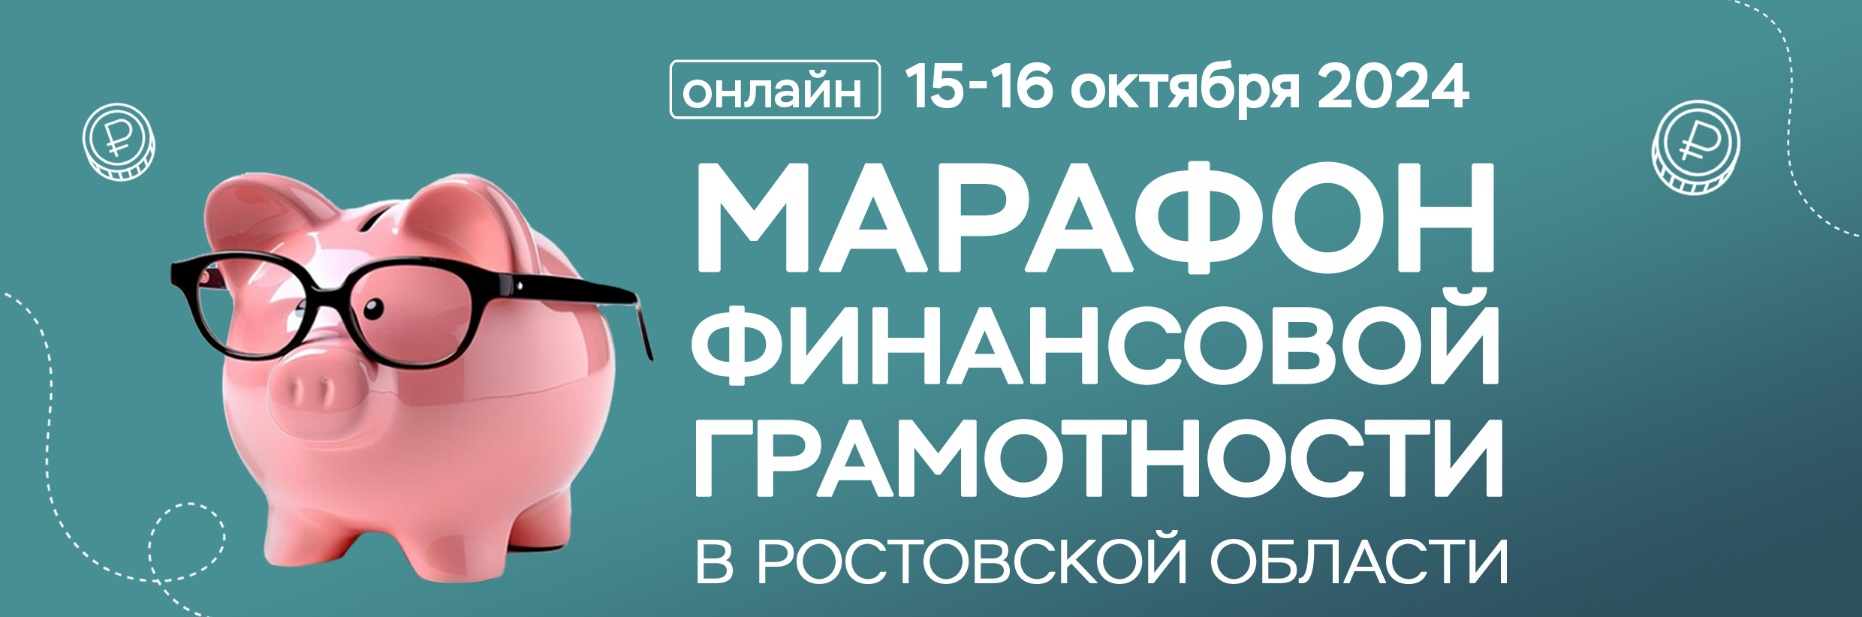 онлайн 15-16 октября 2024
МАРАФОН
ФИНАНСОВОЙ
ГРАМОТНОСТИ
В РОСТОВСКОЙ ОБЛАСТИ